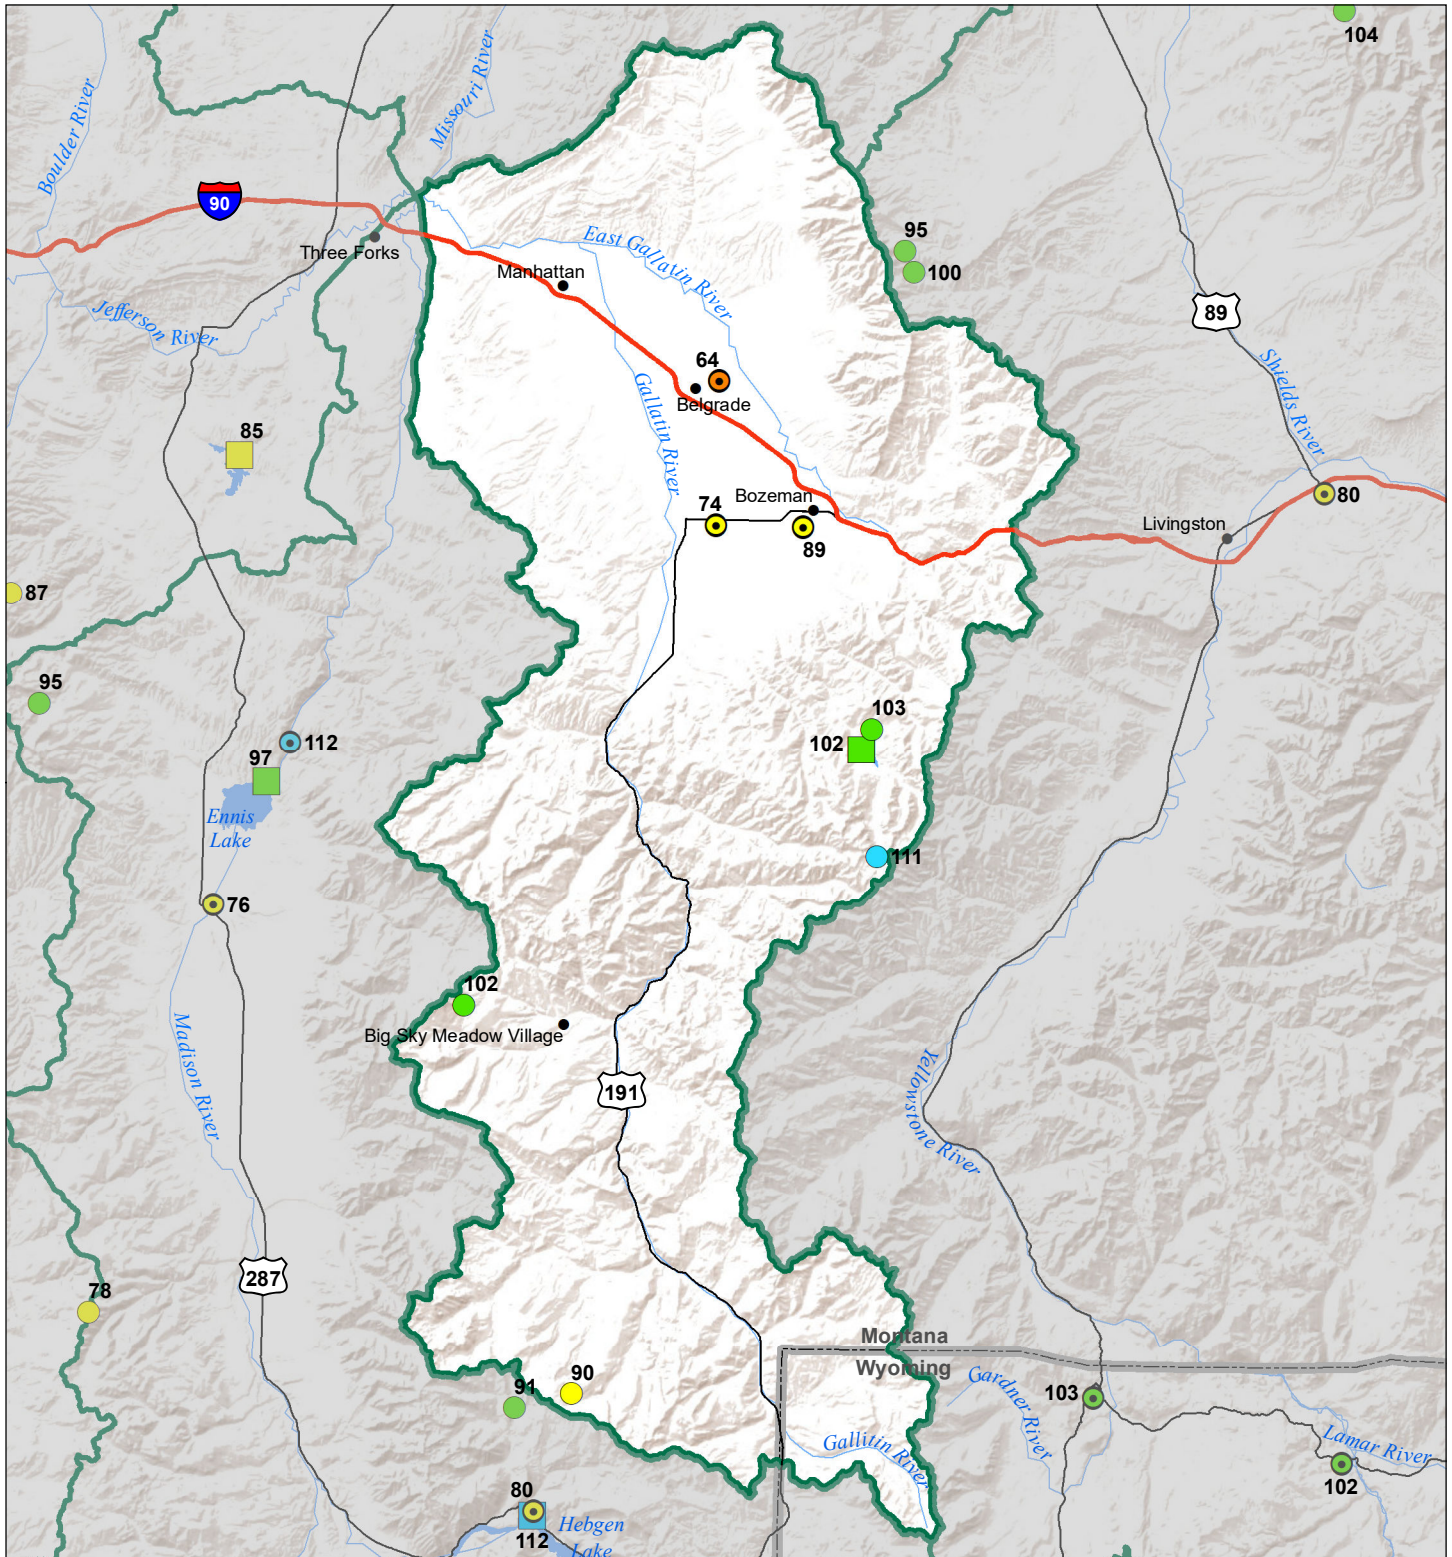 104
Missouri River
Boulder River
90
Three Forks
95
East Gallatin River
Manhattan
100
89
Jefferson River
Shields River
64
Belgrade
Gallatin River
85
Bozeman
74
89
80
Livingston
87
95
103
102
112
97
Ennis
Lake
111
76
102
Big Sky Meadow Village
Madison River
191
Yellowstone River
287
78
Montana
Wyoming
90
91
Gardner River
103
Gallitin River
Lamar River
102
80
112
Hebgen
Lake